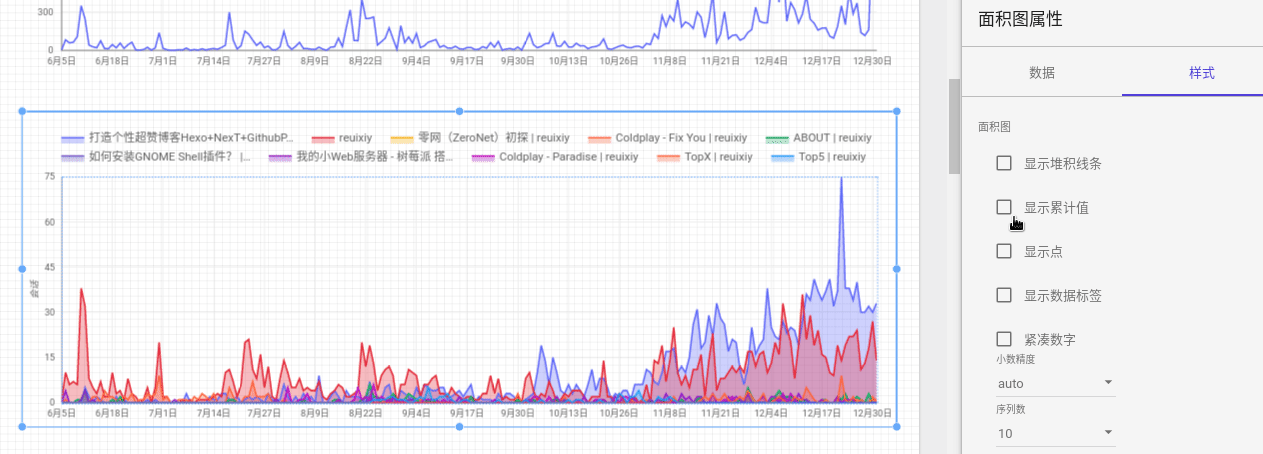 面积图属性
数据 样式
面积图
显示堆积线条
显示累计值
显示点
显示数据标签
紧凑数字
小数精度
auto
序列数
10
300
0
6月5日 6月18日 7月1日 7月14日 7月27日 8月9日 8月22日 9月4日 9月17日 9月30日 10月13日 10月26日 11月8日 11月21日 12月4日 12月17日 12月30日
打造个性超赞博客Hexo+NexT+GithubP... reuixiy 零网（ZeroNet）初探 | reuixiy Coldplay - Fix You | reuixiy ABOUT | reuixiy
如何安装GNOME Shell插件？ |... 我的小Web服务器 - 树莓派 搭... Coldplay - Paradise | reuixiy TopX | reuixiy Top5 | reuixiy
75
60
45
会话
30
15
0
6月5日 6月18日 7月1日 7月14日 7月27日 8月9日 8月22日 9月4日 9月17日 9月30日 10月13日 10月26日 11月8日 11月21日 12月4日 12月17日 12月30日